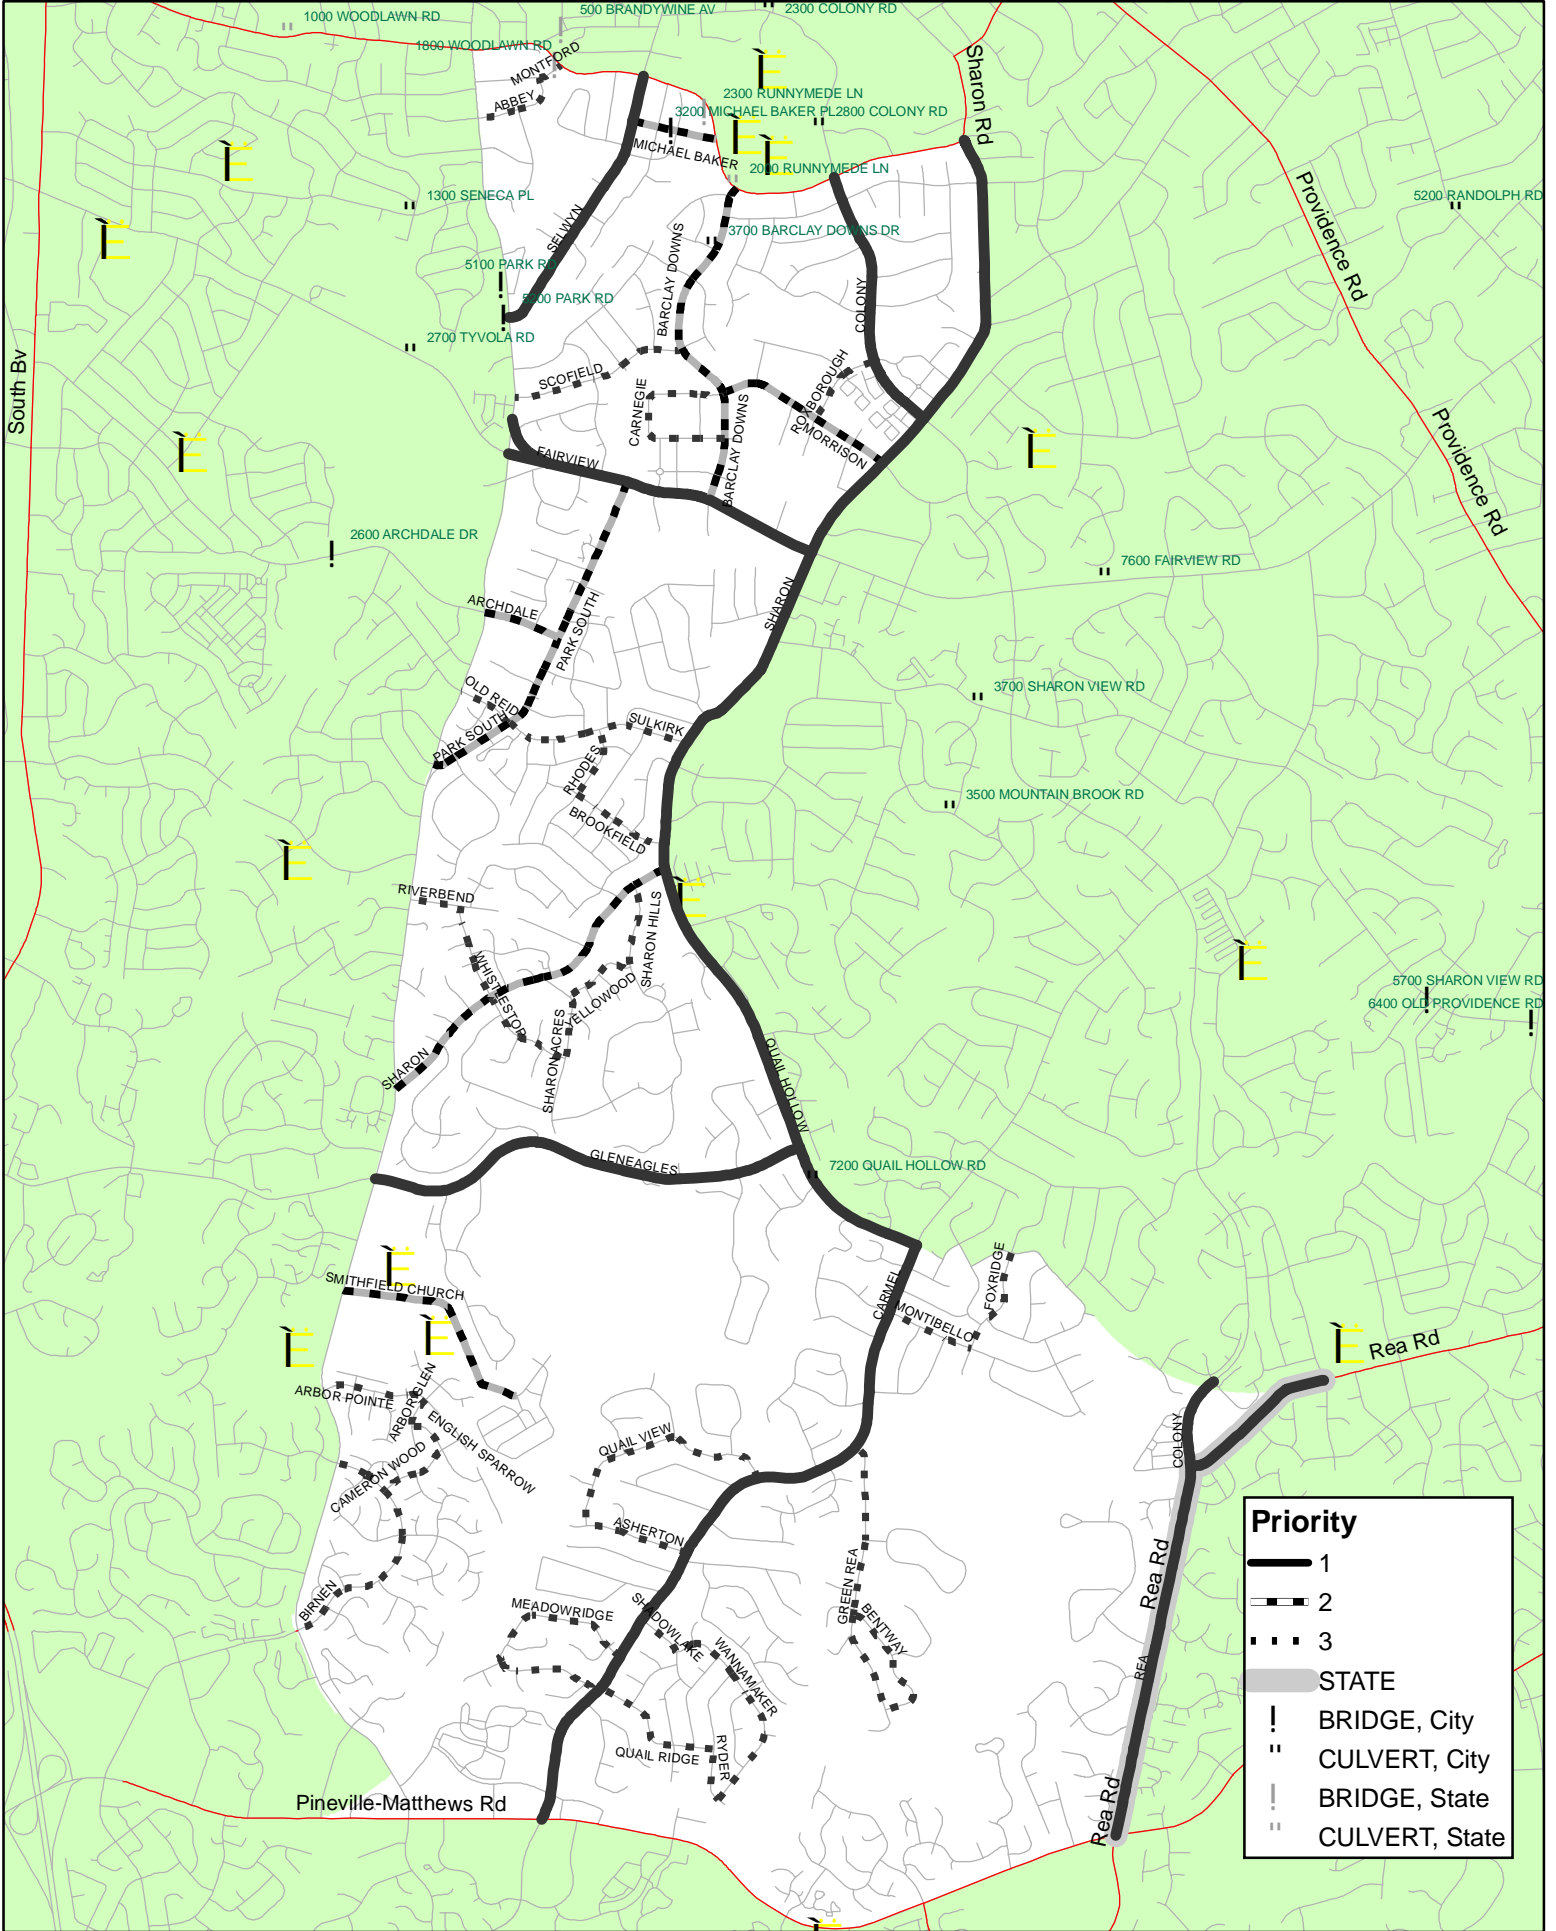 1000 WOODLAWN RD
500 BRANDYWINE AV
2300 COLONY RD
1800 WOODLAWN RD
MONTFORD
ABBEY
Sharon Rd
2300 RUNNYMEDE LN
3200 MICHAEL BAKER PL
2800 COLONY RD
MICHAEL BAKER
2000 RUNNYMEDE LN
1300 SENECA PL
Providence Rd
5200 RANDOLPH RD
SELWYN
3700 BARCLAY DOWNS DR
BARCLAY DOWNS
5100 PARK RD
5300 PARK RD
COLONY
2700 TYVOLA RD
South Bv
SCOFIELD
CARNEGIE
ROXBOROUGH
MORRISON
BARCLAY DOWNS
FAIRVIEW
Providence Rd
2600 ARCHDALE DR
7600 FAIRVIEW RD
ARCHDALE
PARK SOUTH
SHARON
OLD REID
PARK SOUTH
3700 SHARON VIEW RD
SULKIRK
RHODES
BROOKFIELD
3500 MOUNTAIN BROOK RD
RIVERBEND
SHARON HILLS
WHISTLESTOP
YELLOWOOD
SHARON ACRES
SHARON
5700 SHARON VIEW RD
6400 OLD PROVIDENCE RD
QUAIL HOLLOW
GLENEAGLES
7200 QUAIL HOLLOW RD
SMITHFIELD CHURCH
CARMEL
MONTIBELLO
FOXRIDGE
Rea Rd
ARBOR POINTE
ARBOR GLEN
ENGLISH SPARROW
CAMERON WOOD
QUAIL VIEW
COLONY
ASHERTON
BIRNEN
MEADOWRIDGE
SHADOWLAKE
WANNAMAKER
GREEN REA
BENTWAY
Rea Rd
REA
QUAIL RIDGE
RYDER
Pineville-Matthews Rd
Rea Rd
Priority
1
2
3
STATE
BRIDGE, City
CULVERT, City
BRIDGE, State
CULVERT, State